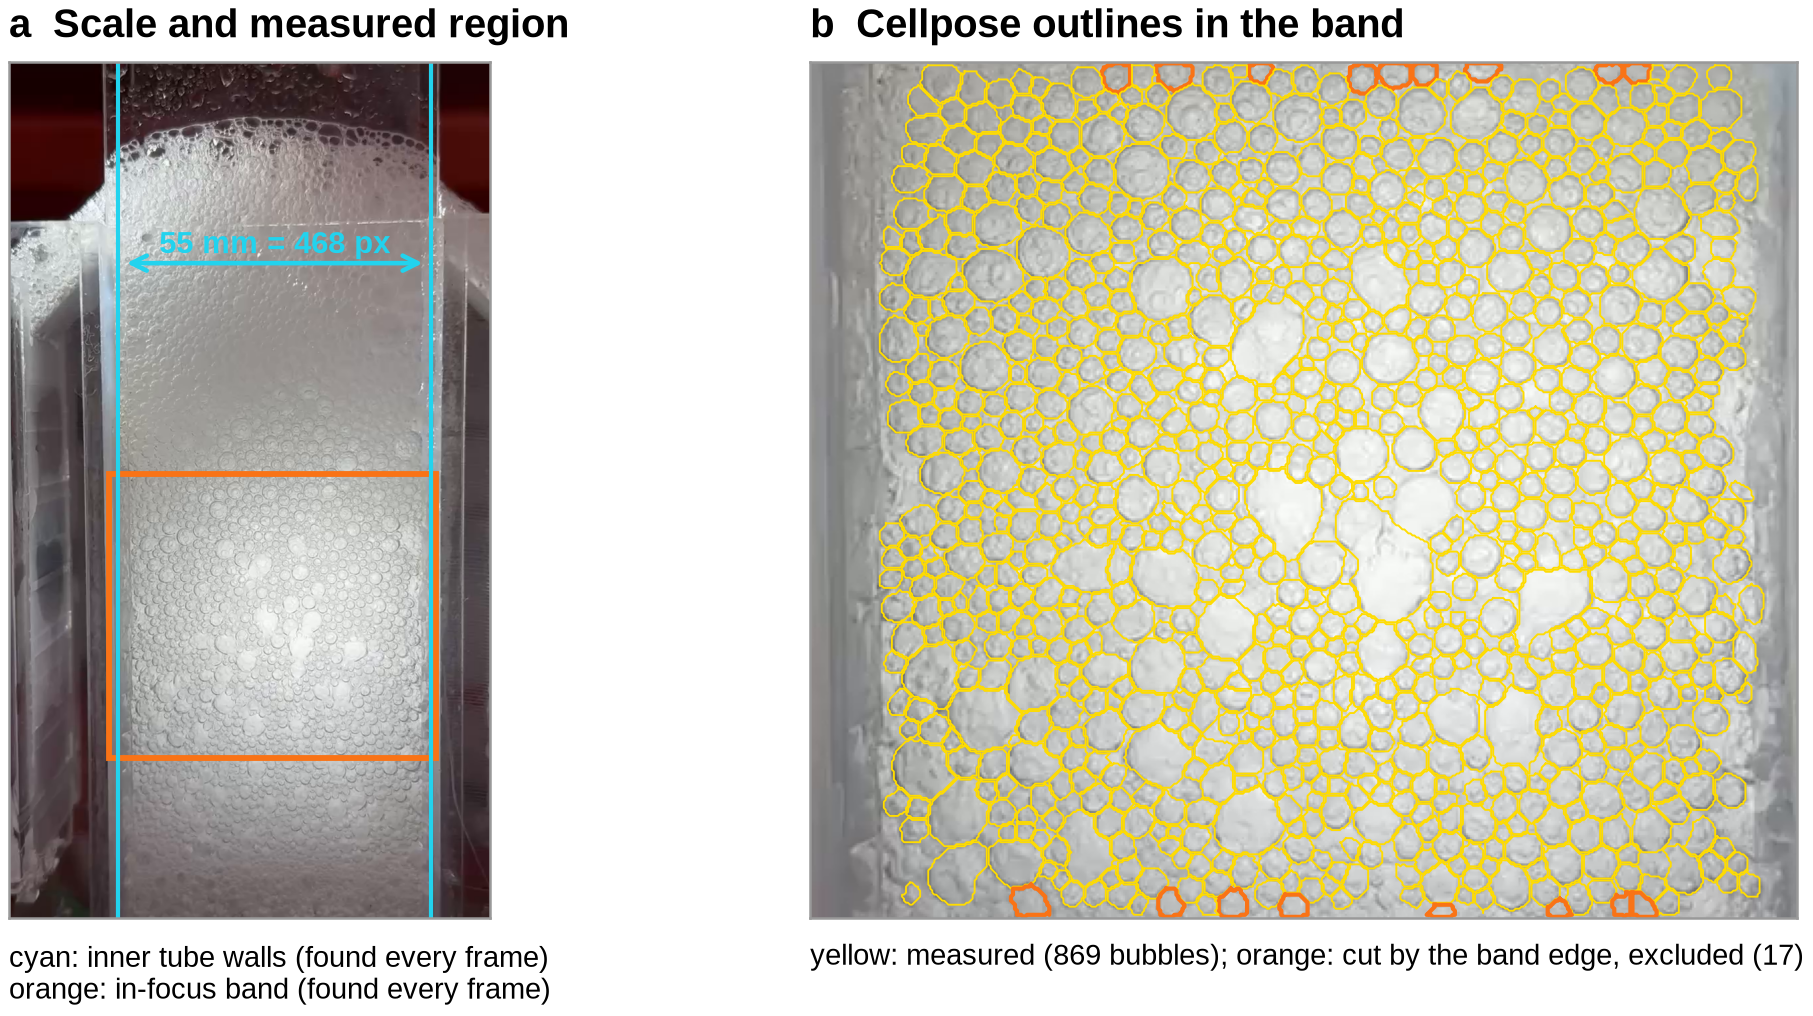 a Scale and measured region
b Cellpose outlines in the band
55 mm = 468 px
cyan: inner tube walls (found every frame)
orange: in-focus band (found every frame)
yellow: measured (869 bubbles); orange: cut by the band edge, excluded (17)